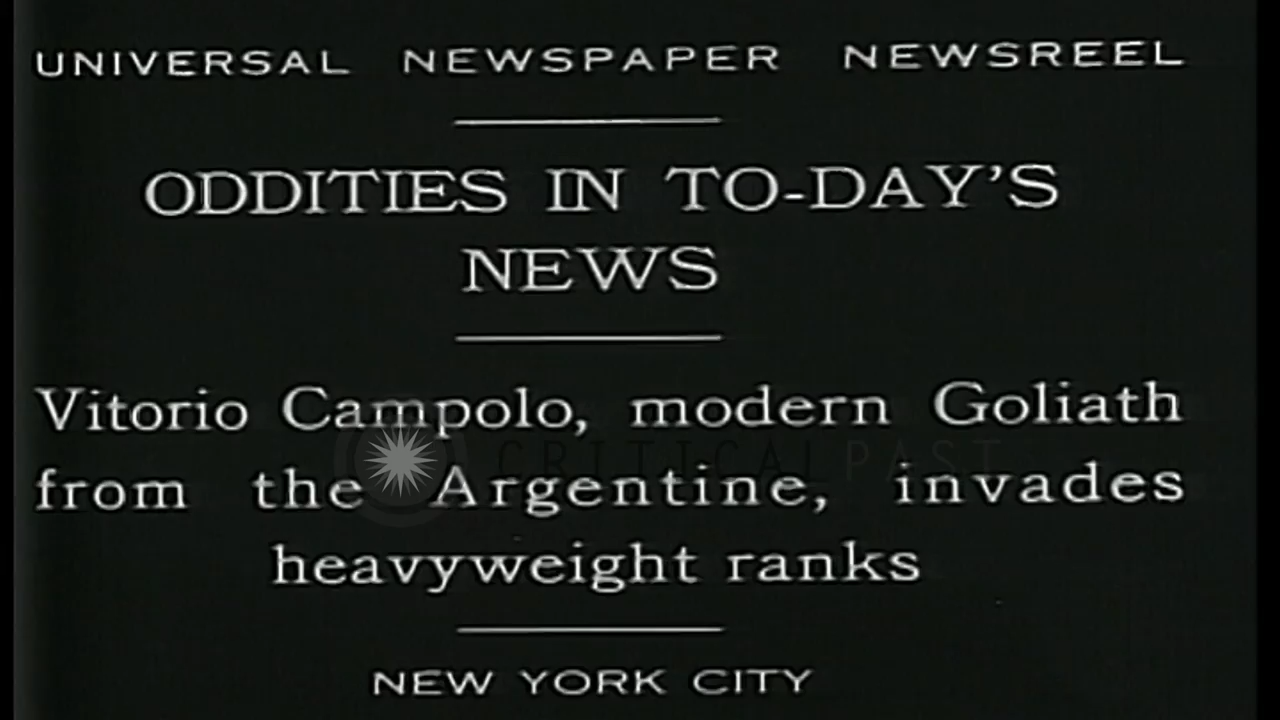 UNIVERSAL NEWSPAPER NEWSREEL
ODDITIES IN TO-DAY'S
NEWS
Vitorio Campolo, modern Goliath
CRITICALPAST
from the Argentine, invades
heavyweight ranks
NEW YORK CITY